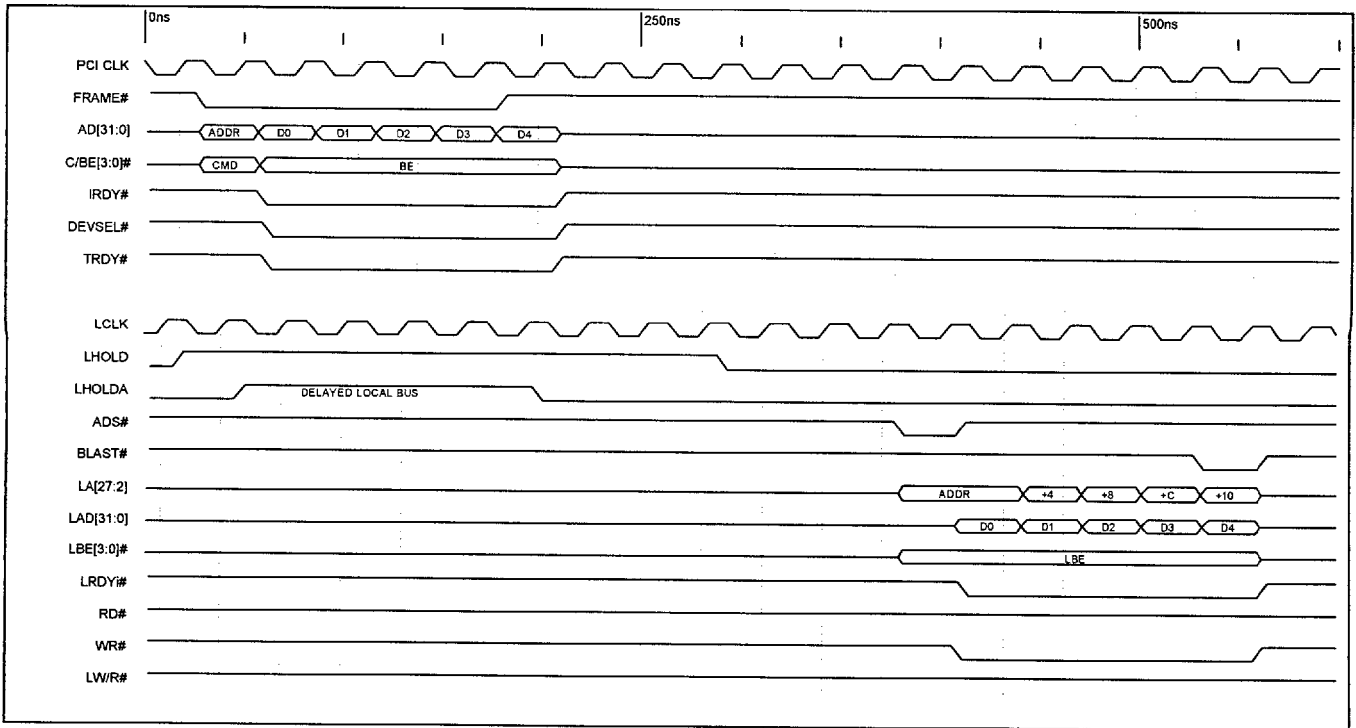 0ns 250ns 500ns
PCI CLK
FRAME#
AD[31:0] ADDR D0 D1 D2 D3 D4
C/BE[3:0]# CMD BE
IRDY#
DEVSEL#
TRDY#
LCLK
LHOLD
LHOLDA DELAYED LOCAL BUS
ADS#
BLAST#
LA[27:2] ADDR +4 +8 +C +10
LAD[31:0] D0 D1 D2 D3 D4
LBE[3:0]# LBE
LRDYi#
RD#
WR#
LW/R#